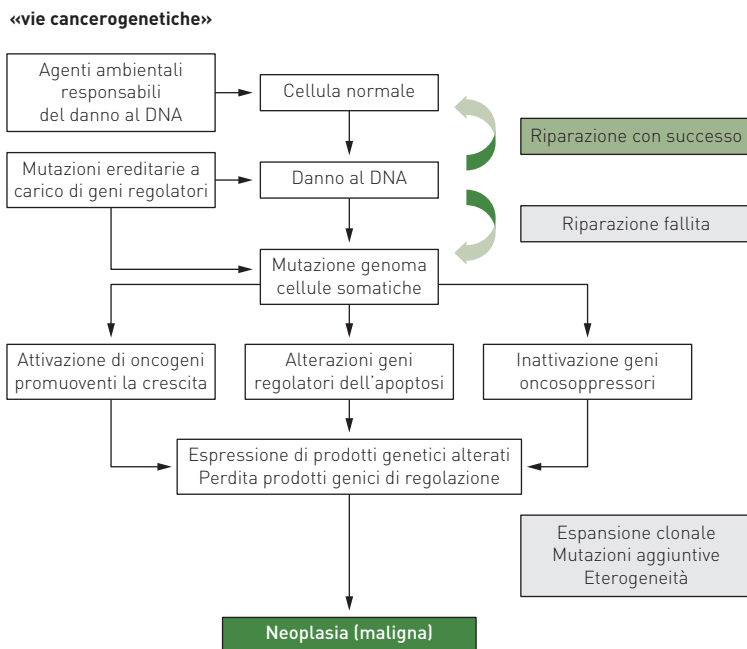 «vie cancerogenetiche»
Agenti ambientali
responsabili
del danno al DNA
Cellula normale
Riparazione con successo
Mutazioni ereditarie a
carico di geni regolatori
Danno al DNA
Riparazione fallita
Mutazione genoma
cellule somatiche
Attivazione di oncogeni
promuoventi la crescita
Alterazioni geni
regolatori dell'apoptosi
Inattivazione geni
oncosoppressori
Espressione di prodotti genetici alterati
Perdita prodotti genici di regolazione
Espansione clonale
Mutazioni aggiuntive
Eterogeneità
Neoplasia (maligna)